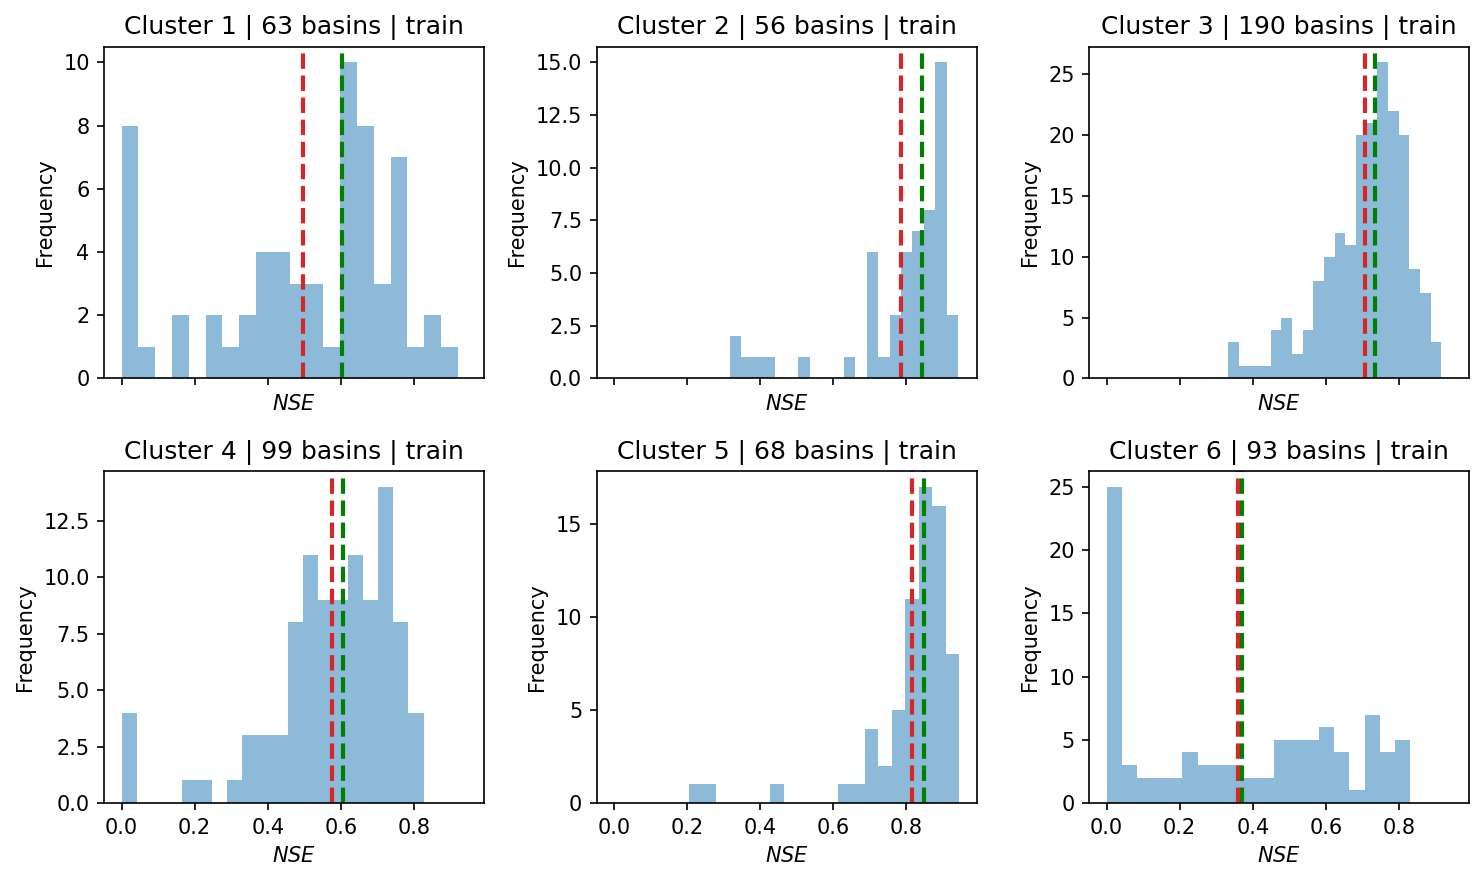 Cluster 1 | 63 basins | train
10
8
6
4
2
0
Frequency
NSE
Cluster 2 | 56 basins | train
15.0
12.5
10.0
7.5
5.0
2.5
0.0
Frequency
NSE
Cluster 3 | 190 basins | train
25
20
15
10
5
0
Frequency
NSE
Cluster 4 | 99 basins | train
12.5
10.0
7.5
5.0
2.5
0.0
Frequency
0.0 0.2 0.4 0.6 0.8
NSE
Cluster 5 | 68 basins | train
15
10
5
0
Frequency
0.0 0.2 0.4 0.6 0.8
NSE
Cluster 6 | 93 basins | train
25
20
15
10
5
0
Frequency
0.0 0.2 0.4 0.6 0.8
NSE